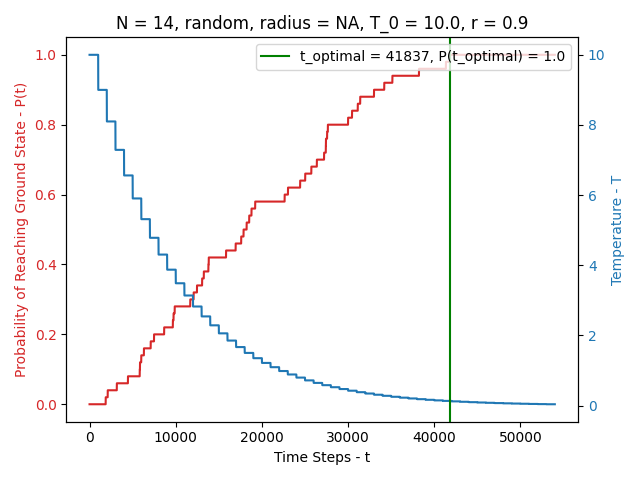 N = 14, random, radius = NA, T_0 = 10.0, r = 0.9
t_optimal = 41837, P(t_optimal) = 1.0
Probability of Reaching Ground State - P(t)
1.0
0.8
0.6
0.4
0.2
0.0
10
8
6
4
2
0
Temperature - T
0 10000 20000 30000 40000 50000
Time Steps - t